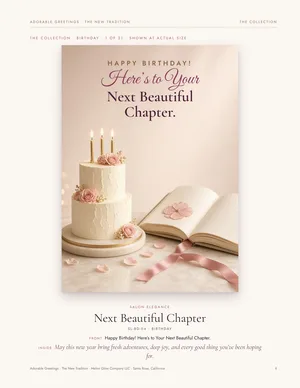 ADORABLE GREETINGS · THE NEW TRADITION
THE COLLECTION
THE COLLECTION · BIRTHDAY · 1 OF 21 · SHOWN AT ACTUAL SIZE
HAPPY BIRTHDAY!
Here's to Your
Next Beautiful
Chapter.
SALON ELEGANCE
Next Beautiful Chapter
BIRTHDAY
FRONT Happy Birthday! Here's to Your Next Beautiful Chapter.
INSIDE May this new year bring fresh adventures, deep joy, and every good thing you've been hoping
for.
Adorable Greetings · The New Tradition
Company LLC · Santa Rosa, California